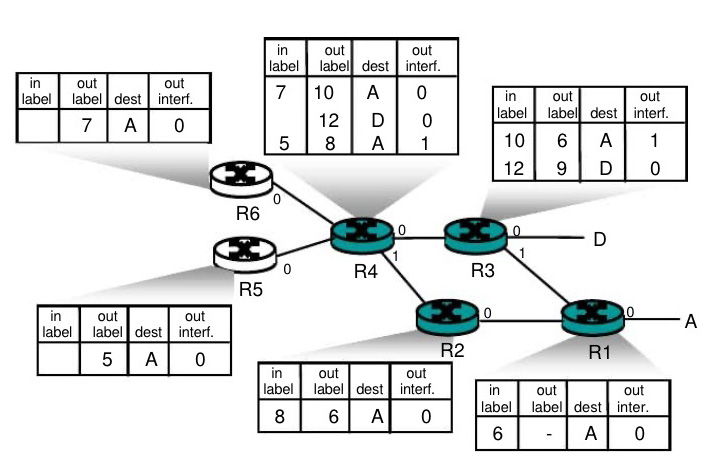 in label | out label | dest | out interf.
7 | A | 0
in label | out label | dest | out interf.
7 | 10 | A | 0
12 | D | 0
5 | 8 | A | 1
in label | out label | dest | out interf.
10 | 6 | A | 1
12 | 9 | D | 0
R6
0
R5
0
R4
0
1
R3
0
1
D
R2
0
R1
0
A
in label | out label | dest | out interf.
5 | A | 0
in label | out label | dest | out interf.
8 | 6 | A | 0
in label | out label | dest | out inter.
6 | - | A | 0